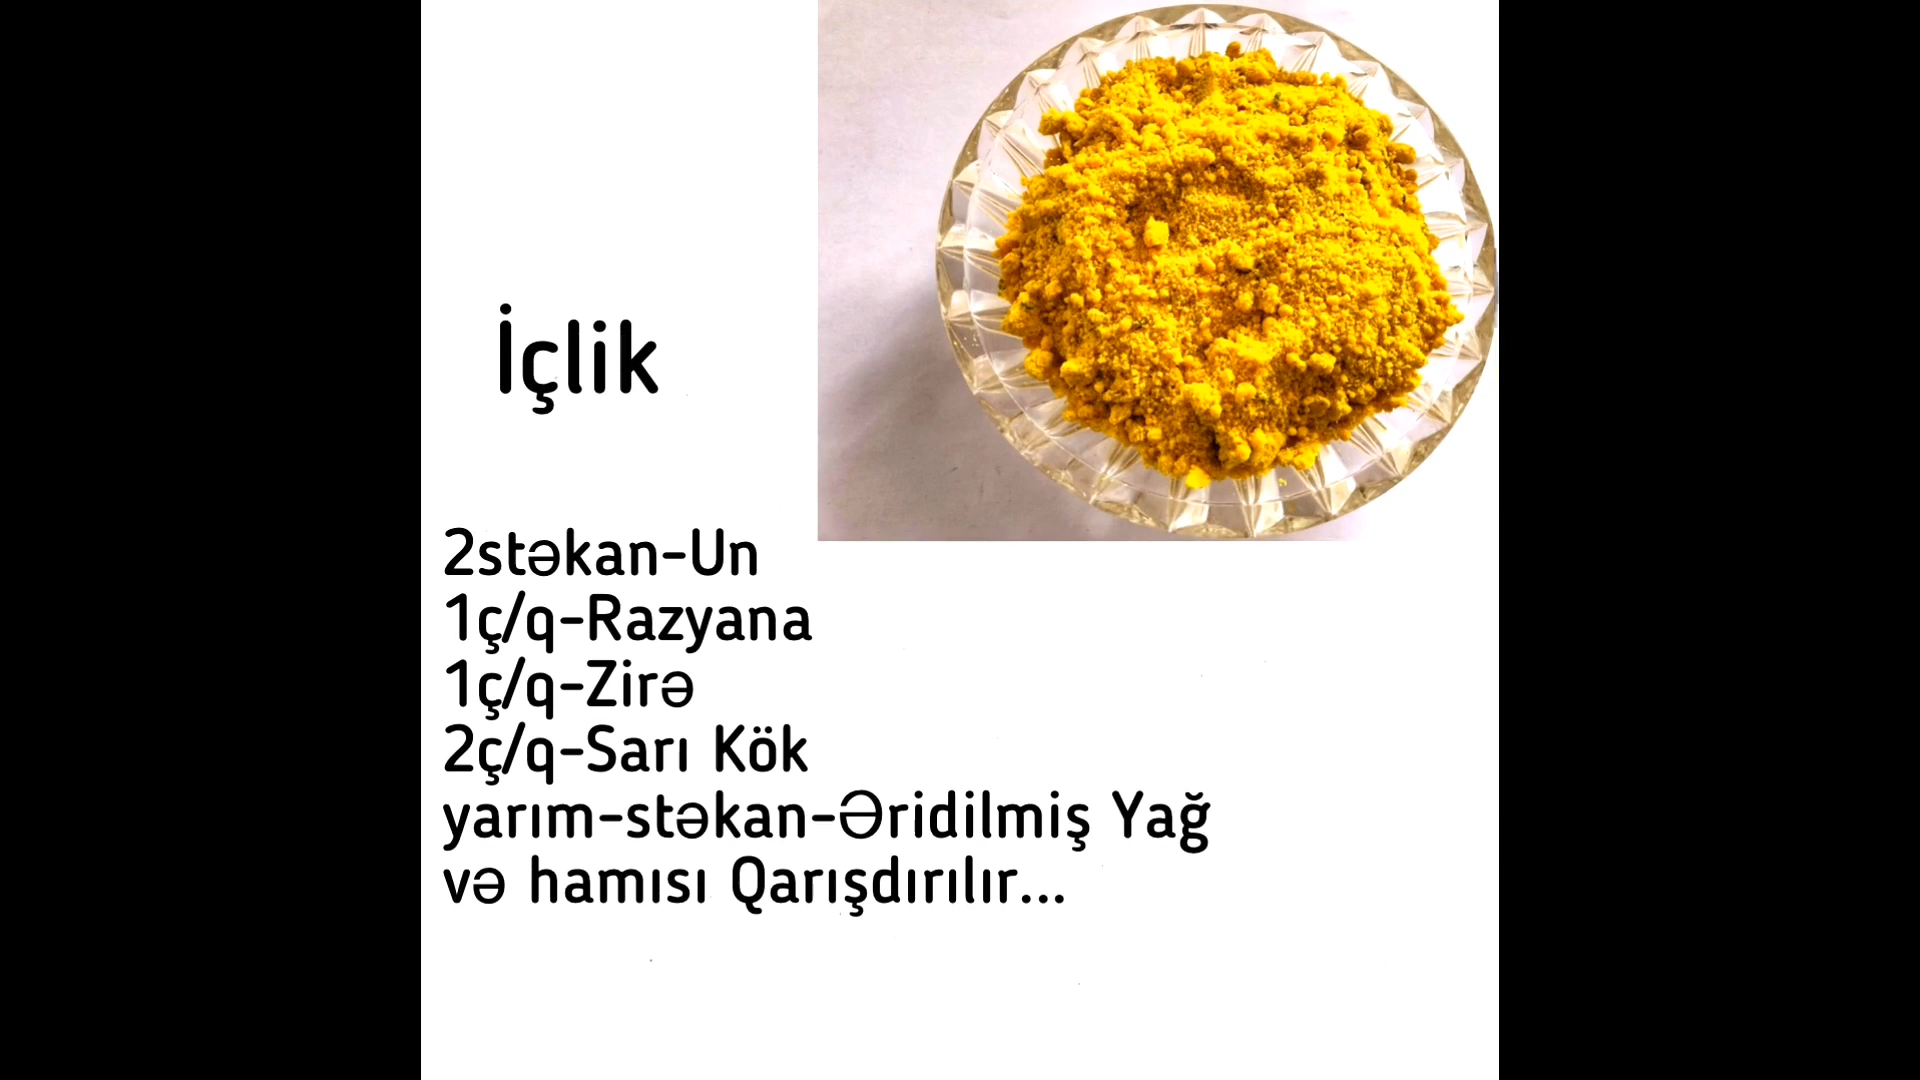 İçlik
2stəkan-Un
1ç/q-Razyana
1ç/q-Zirə
2ç/q-Sarı Kök
yarım-stəkan-Əridilmiş Yağ
və hamısı Qarışdırılır...